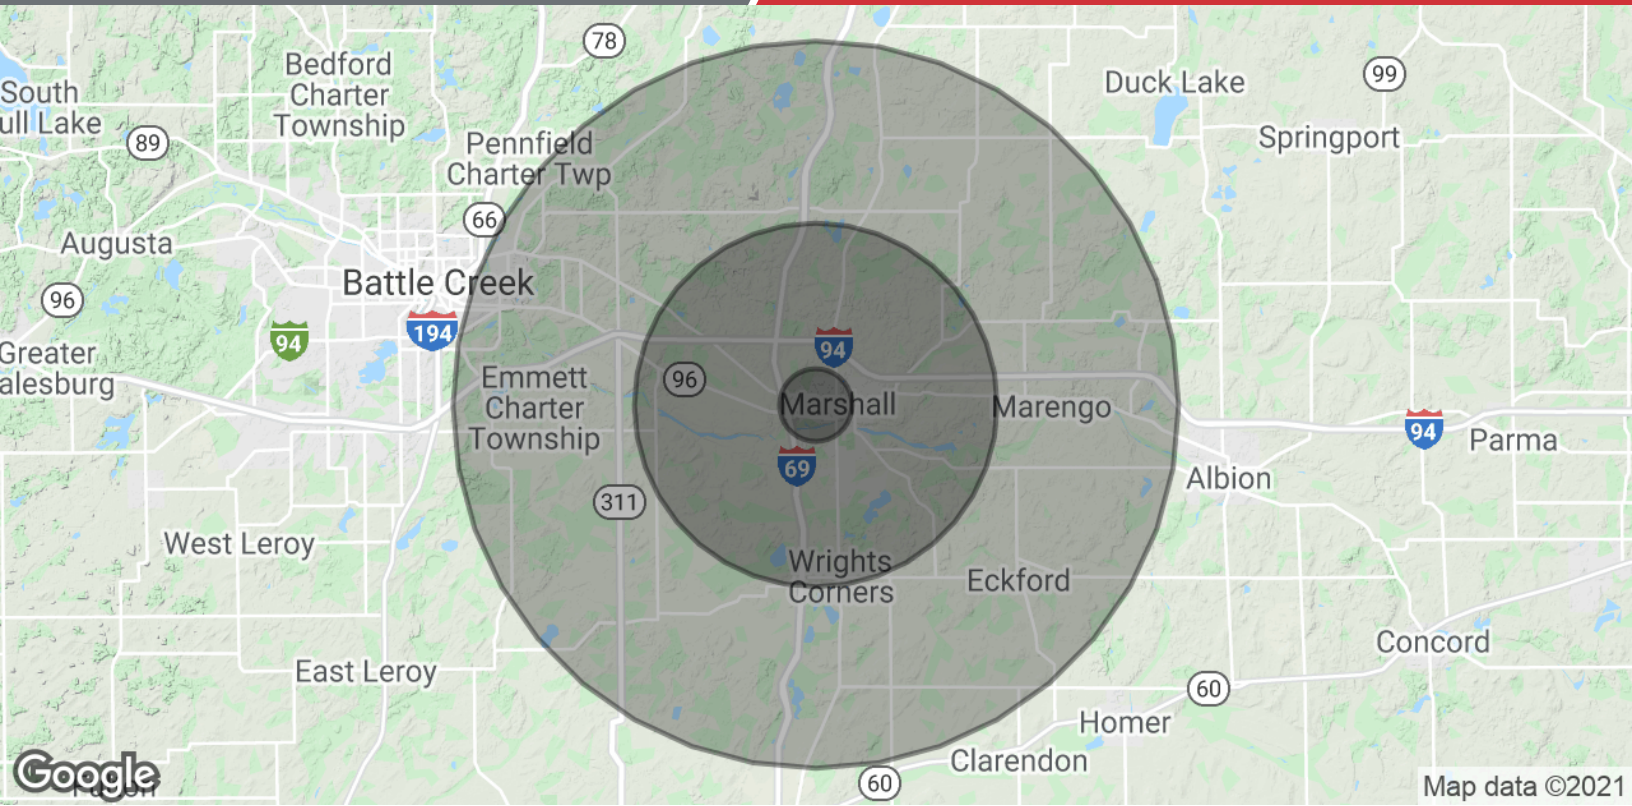 78
Bedford
Charter
Township
South
ull Lake
89
Pennfield
Charter Twp
66
Augusta
Battle Creek
96
94
194
Greater
alesburg
Emmett
Charter
Township
96
94
Marshall
69
311
Marengo
Duck Lake
99
Springport
94
Parma
Albion
West Leroy
Wrights
Corners
Eckford
East Leroy
Concord
60
Homer
Clarendon
60
Google
Map data ©2021